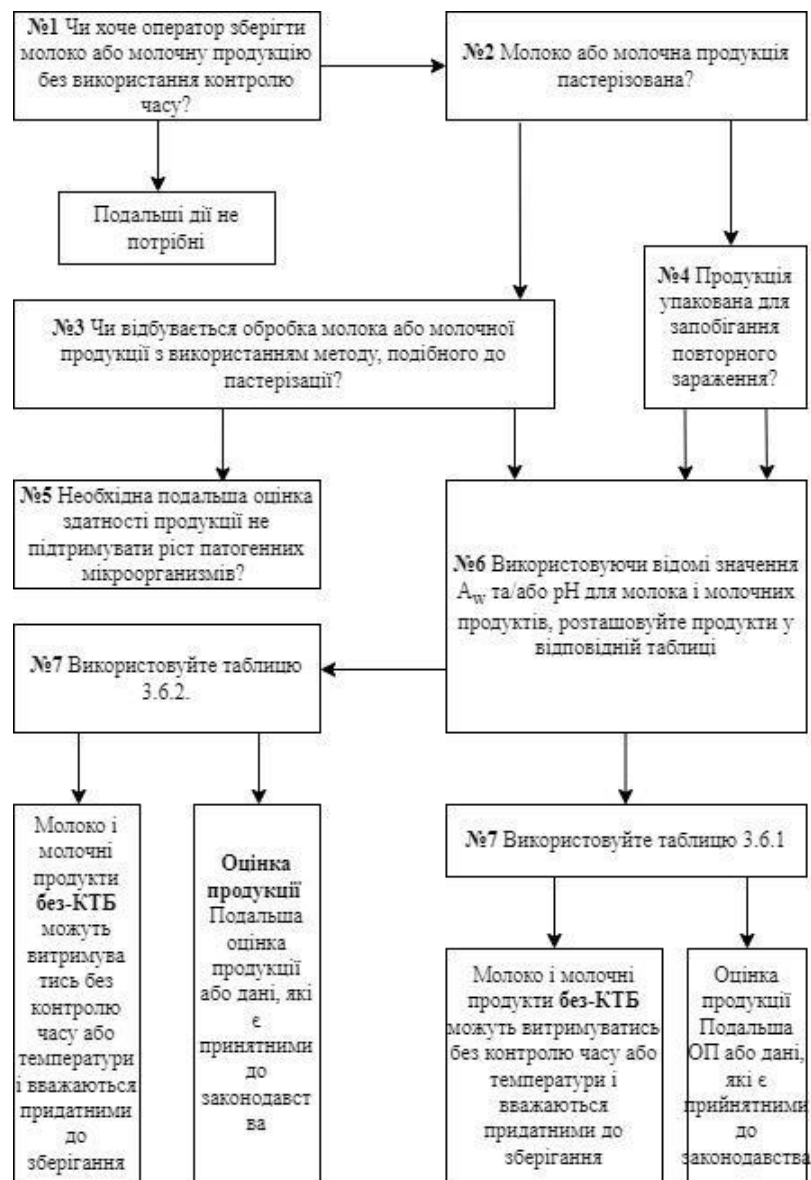 №1 Чи хоче оператор зберігти
молоко або молочну продукцію
без використання контролю
часу?
№2 Молоко або молочна продукція
пастерізована?
Подальші дії не
потрібні
№4 Продукція
упакована для
запобігання
повторного
зараження?
№3 Чи відбувається обробка молока або молочної
продукції з використанням методу, подібного до
пастерізації?
№5 Необхідна подальша оцінка
здатності продукції не
підтримувати ріст патогенних
мікроорганізмів?
№6 Використовуючи відомі значення
Aw та/або pH для молока і молочних
продуктів, розташовуйте продукти у
відповідній таблиці
№7 Використовуйте таблицю
3.6.2.
№7 Використовуйте таблицю 3.6.1
Молоко і
молочні
продукти
без-КТБ
можуть
витримува
тись без
контролю
часу або
температури
і вважаються
придатними
до
зберігання
Оцінка
продукції
Подальша
оцінка
продукції
або дані, які
є
принятними
до
законодавст
ва
Молоко і молочні
продукти без-КТБ
можуть витримуватись
без контролю часу або
температури і
вважаються
придатними до
зберігання
Оцінка
продукції
Подальша
ОП або дані,
які є
прийнятними
до
законодавства